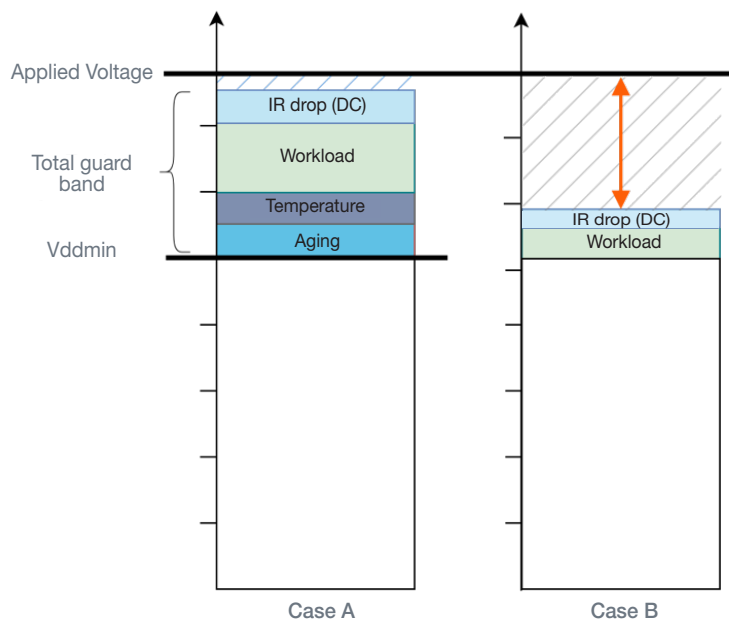 Applied Voltage
IR drop (DC)
Workload
Total guard
band
Temperature
Aging
Vddmin
IR drop (DC)
Workload
Case A
Case B